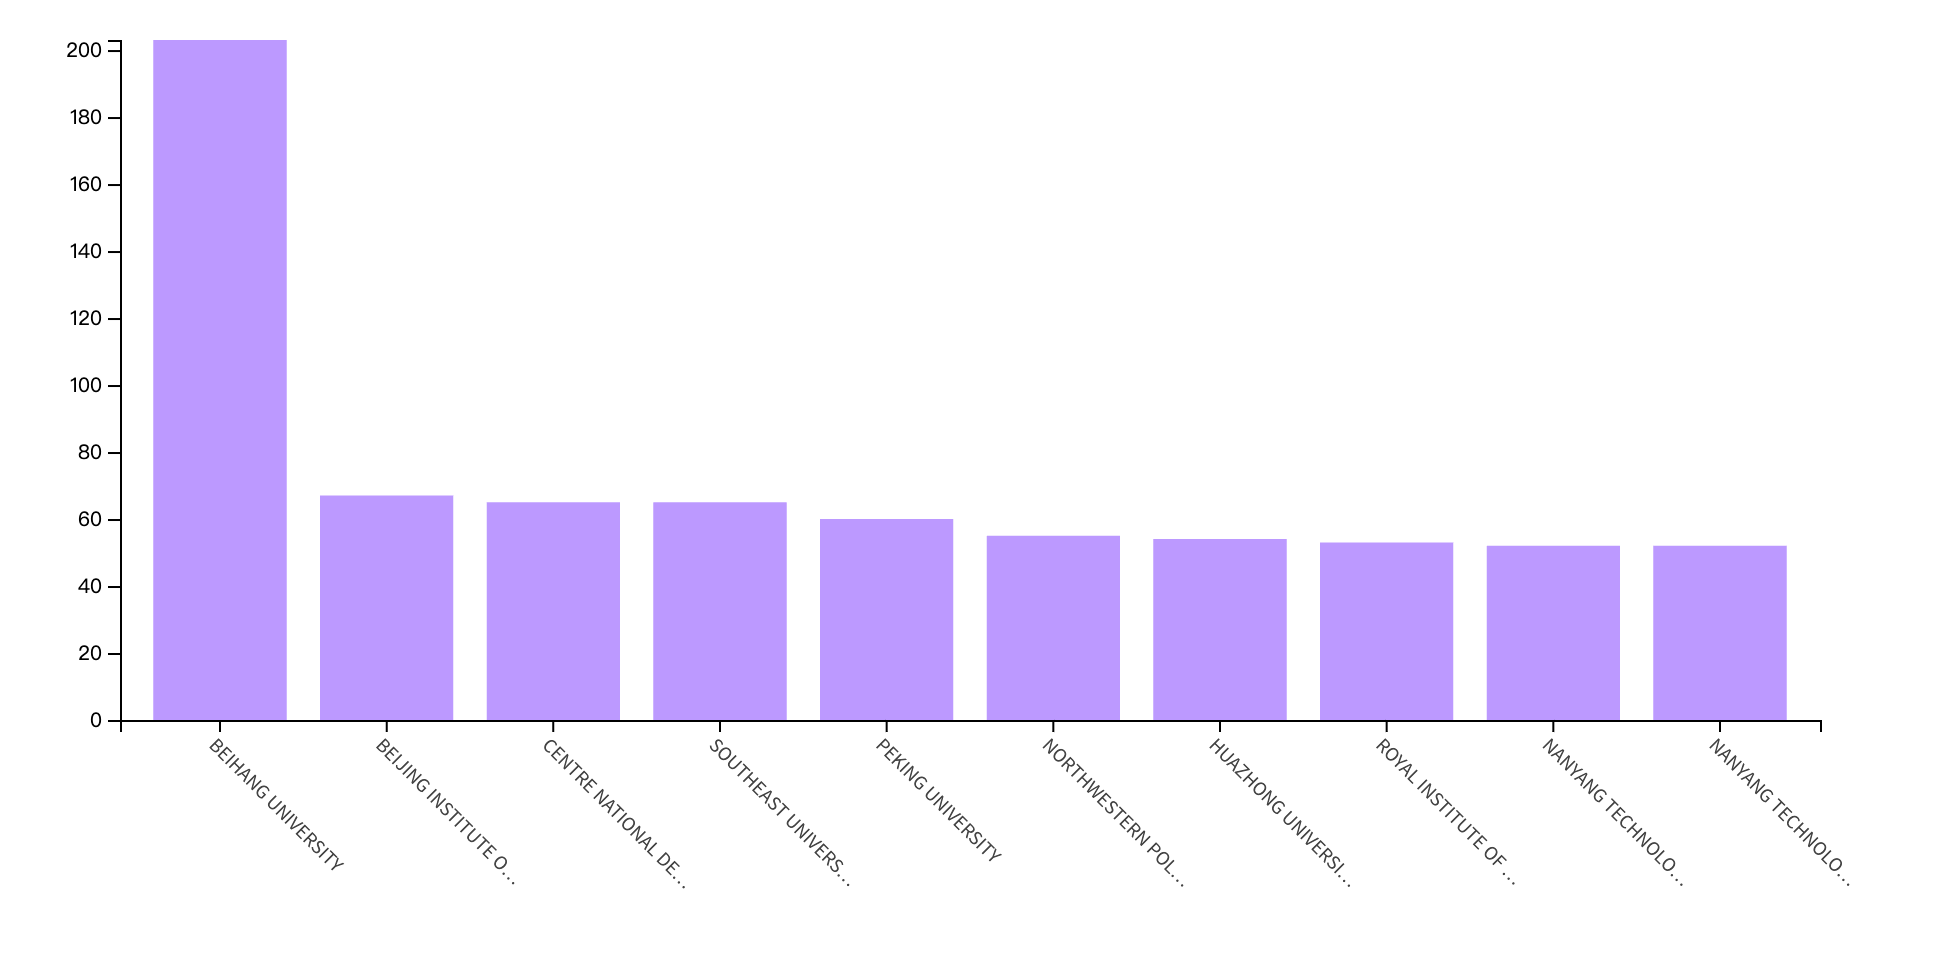 200
180
160
140
120
100
80
60
40
20
0
BEIHANG UNIVERSITY
BEIJING INSTITUTE O...
CENTRE NATIONAL DE...
SOUTHEAST UNIVERS...
PEKING UNIVERSITY
NORTHWESTERN POL...
HUAZHONG UNIVERSI...
ROYAL INSTITUTE OF ...
NANYANG TECHNOLO...
NANYANG TECHNOLO...